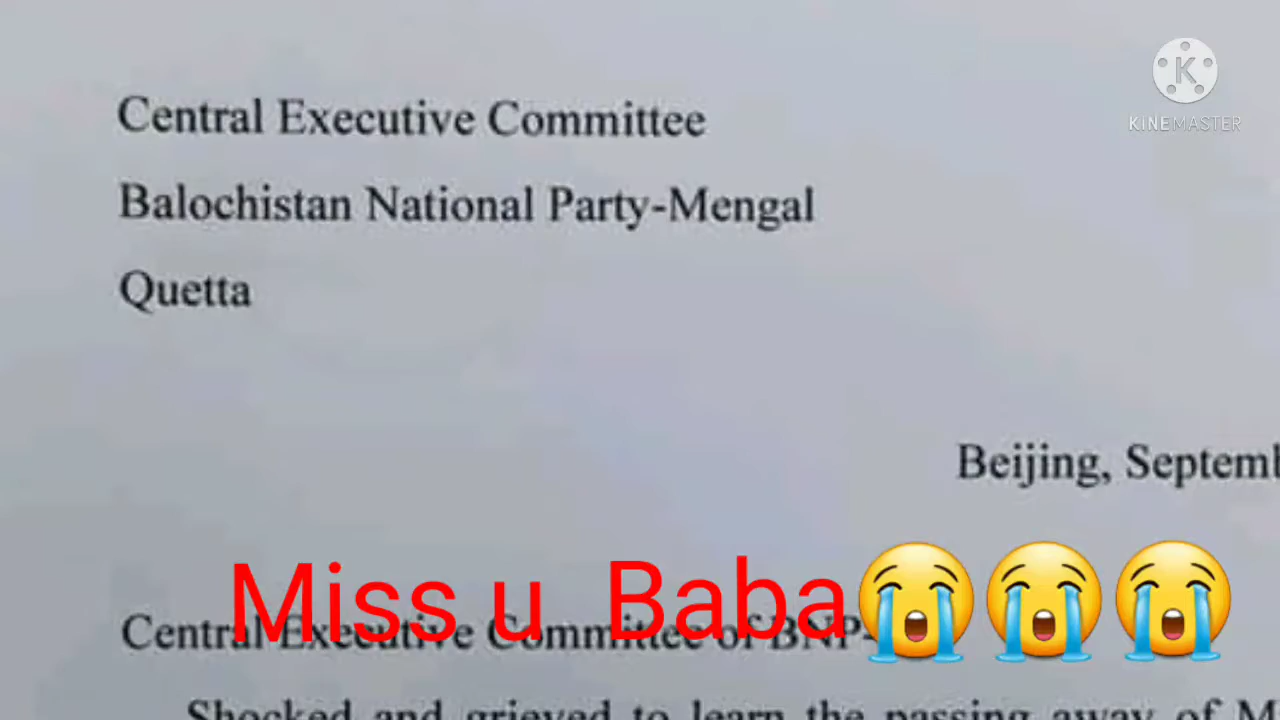 KINEMASTER
Central Executive Committee
Balochistan National Party-Mengal
Quetta
Beijing,
Miss u Baba😭😭😭
Central Executive Committee of BNP-
Shocked and grieved to learn the passing away of